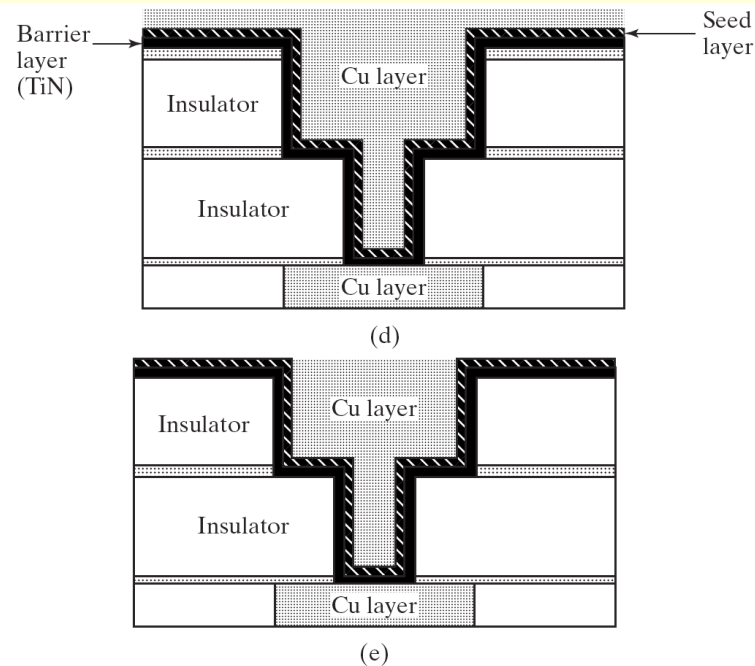 Barrier
layer
(TiN)
Seed
layer
Cu layer
Insulator
Insulator
Cu layer
(d)
Cu layer
Insulator
Insulator
Cu layer
(e)